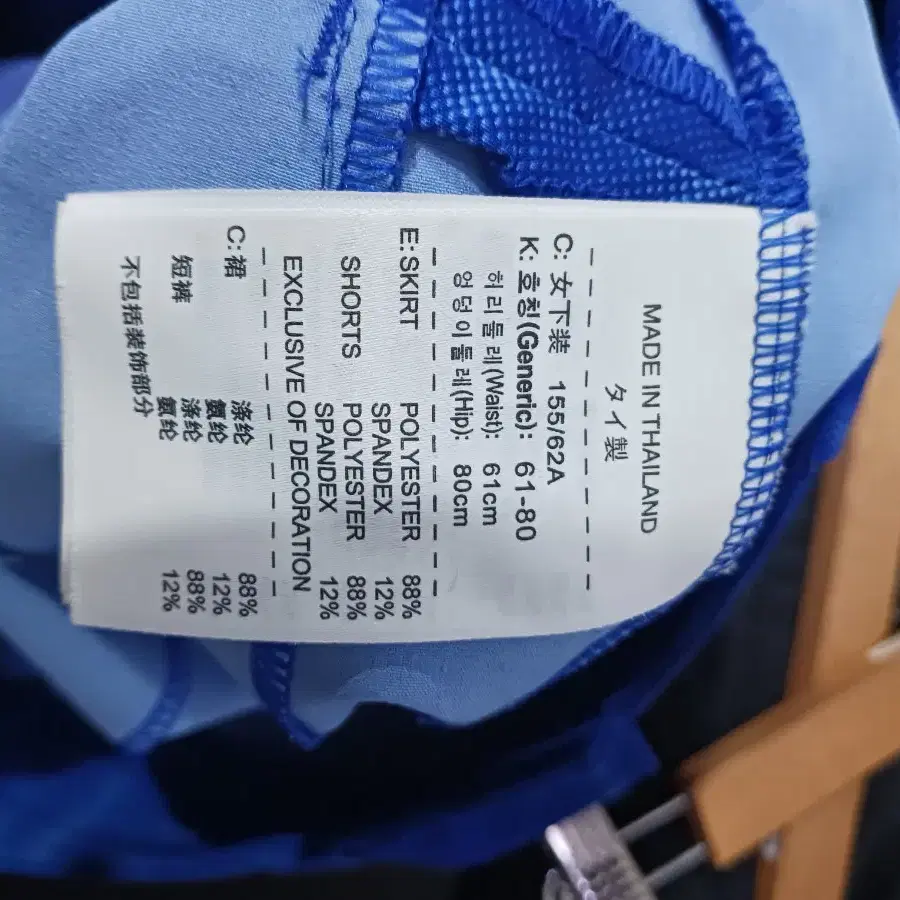 MADE IN THAILAND
タイ製
C: 女下装 155/62A
K: 호칭(Generic): 61-80
허리둘레(Waist): 61cm
엉덩이둘레(Hip): 80cm
E: SKIRT POLYESTER 88%
SPANDEX 12%
SHORTS POLYESTER 88%
SPANDEX 12%
EXCLUSIVE OF DECORATION
C: 裙 涤纶 88%
氨纶 12%
短裤 涤纶 88%
氨纶 12%
不包括装饰部分